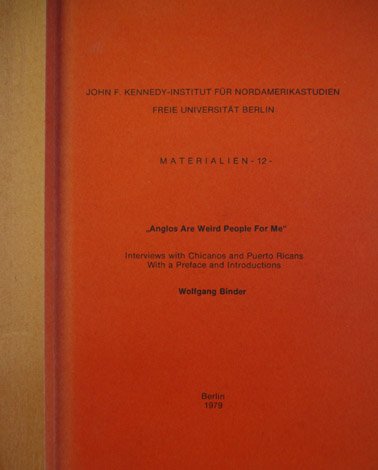 JOHN F. KENNEDY-INSTITUT FÜR NORDAMERIKASTUDIEN
FREIE UNIVERSITÄT BERLIN
MATERIALIEN - 12 -
„Anglos Are Weird People For Me“
Interviews with Chicanos and Puerto Ricans
With a Preface and Introductions
Wolfgang Binder
Berlin
1979